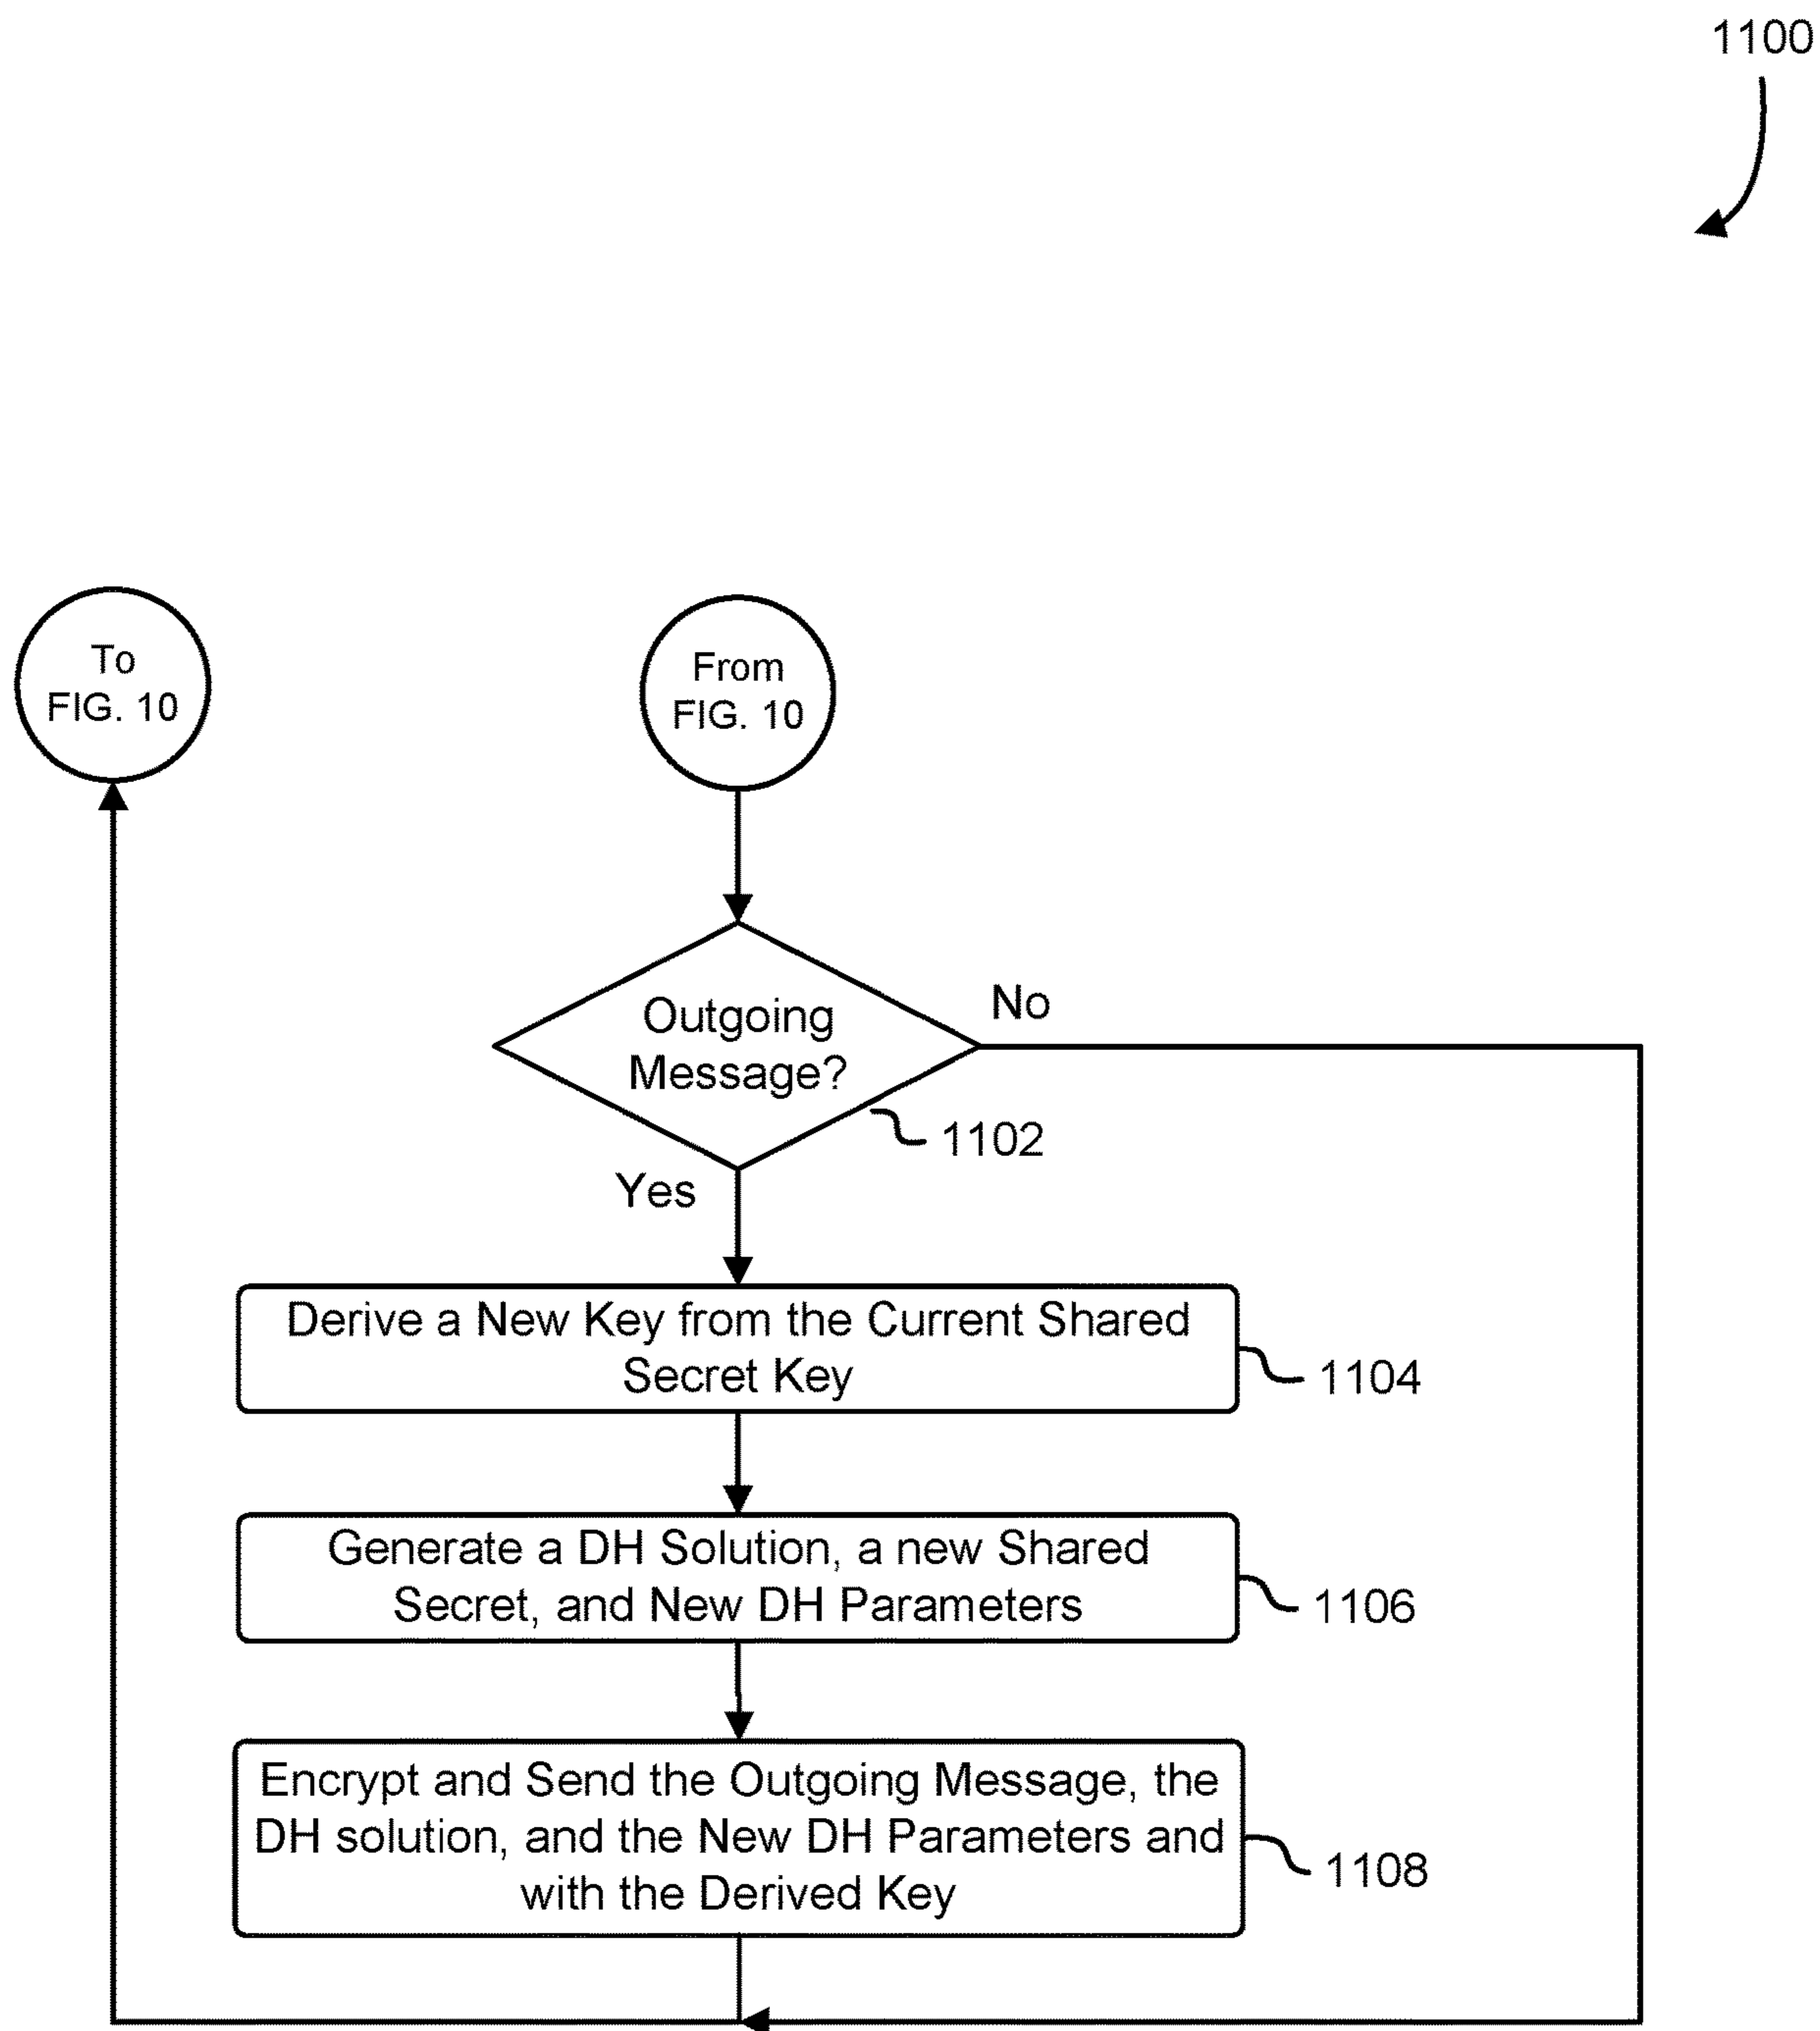 1100
To
FIG. 10
From
FIG. 10
Outgoing
Message?
No
1102
Yes
Derive a New Key from the Current Shared
Secret Key
1104
Generate a DH Solution, a new Shared
Secret, and New DH Parameters
1106
Encrypt and Send the Outgoing Message, the
DH solution, and the New DH Parameters and
with the Derived Key
1108